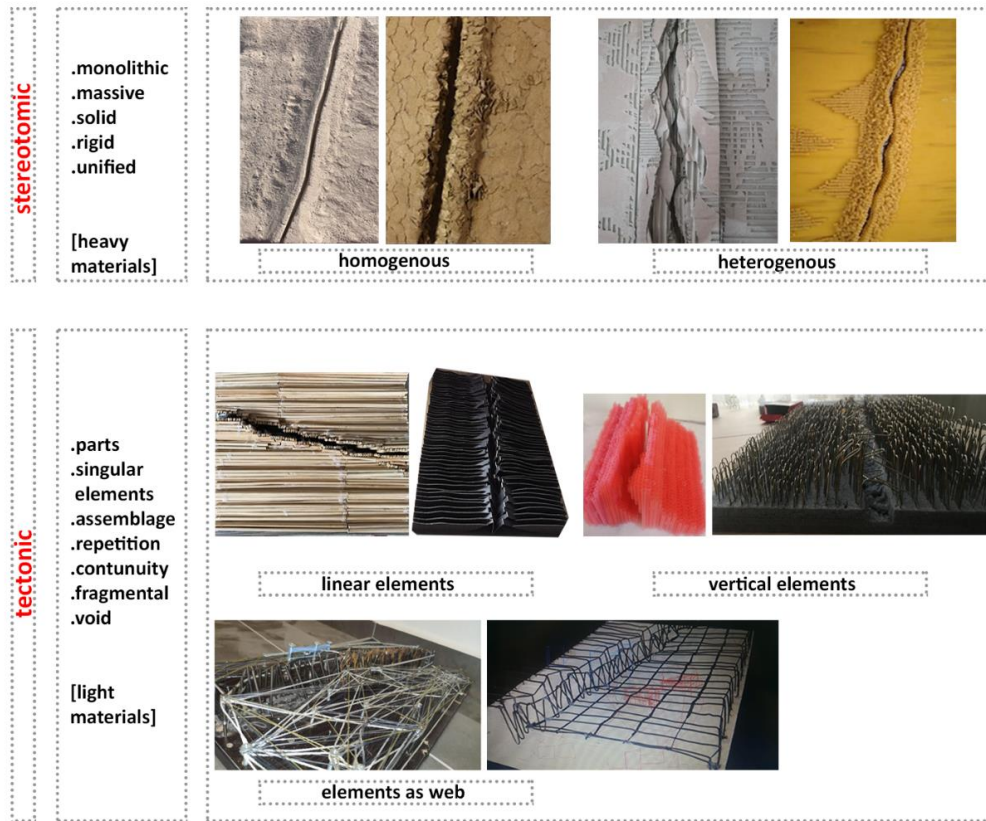 stereotomic
.monolithic
.massive
.solid
.rigid
.unified
[heavy
materials]
homogenous
heterogenous
tectonic
.parts
.singular
elements
.assemblage
.repetition
.contunuity
.fragmental
.void
[light
materials]
linear elements
vertical elements
elements as web